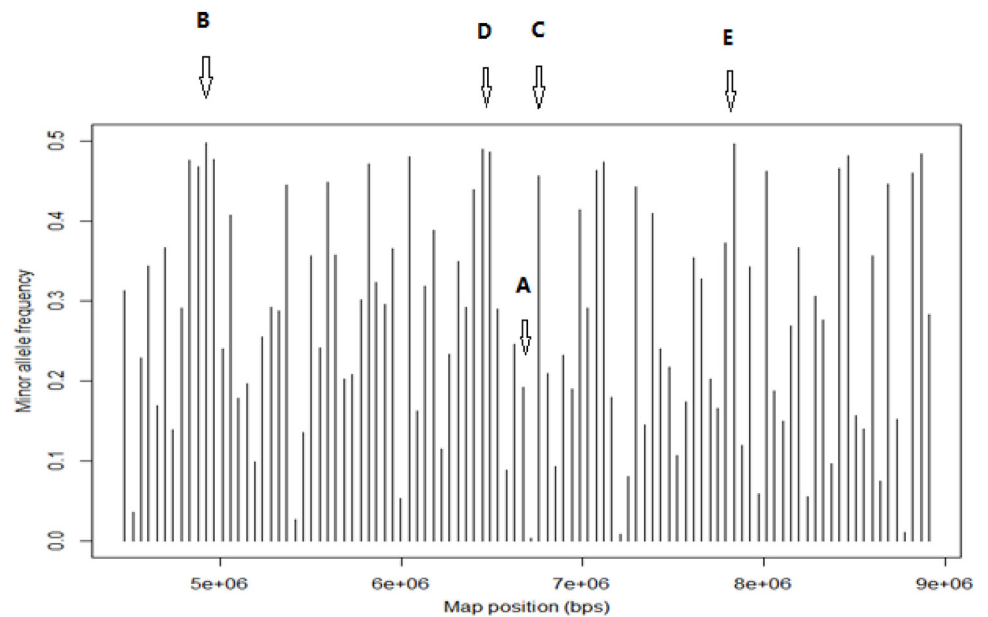 B
D
C
E
A
0.5
0.4
0.3
0.2
0.1
0.0
Minor allele frequency
5e+06 6e+06 7e+06 8e+06 9e+06
Map position (bps)